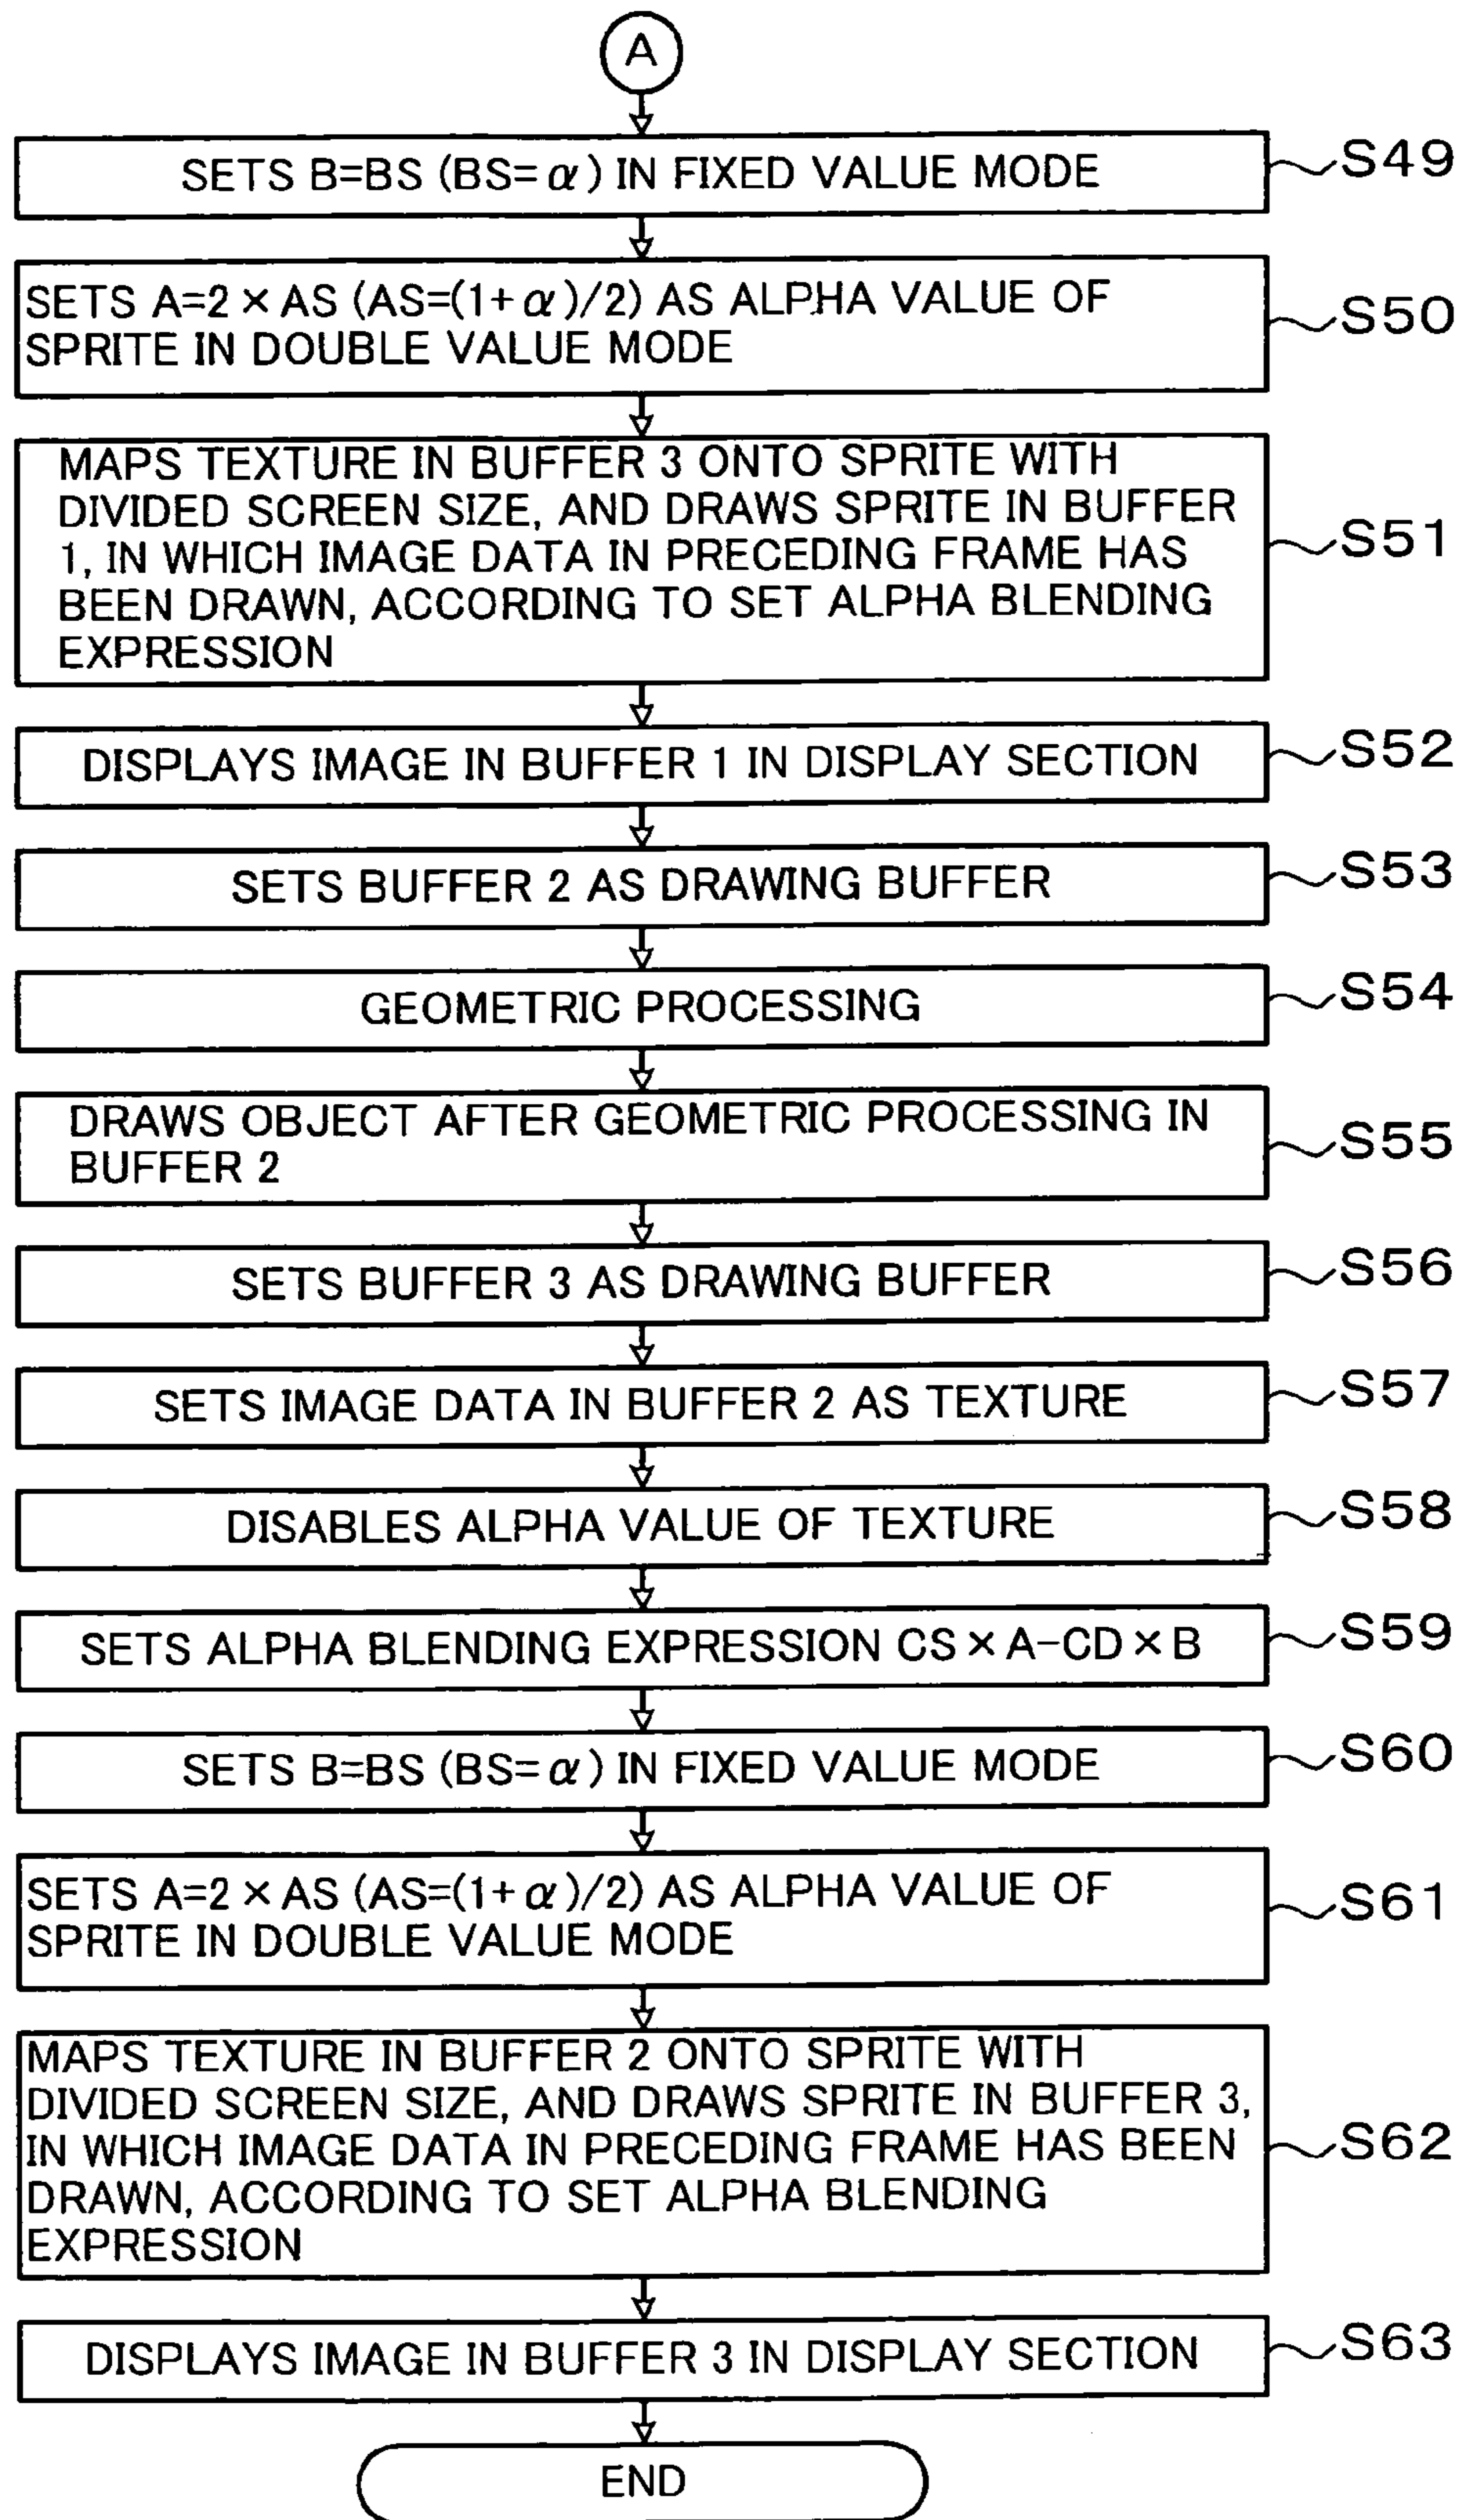 A
SETS B=BS (BS=α) IN FIXED VALUE MODE
S49
SETS A=2×AS (AS=(1+α)/2) AS ALPHA VALUE OF
SPRITE IN DOUBLE VALUE MODE
S50
MAPS TEXTURE IN BUFFER 3 ONTO SPRITE WITH
DIVIDED SCREEN SIZE, AND DRAWS SPRITE IN BUFFER
1, IN WHICH IMAGE DATA IN PRECEDING FRAME HAS
BEEN DRAWN, ACCORDING TO SET ALPHA BLENDING
EXPRESSION
S51
DISPLAYS IMAGE IN BUFFER 1 IN DISPLAY SECTION
S52
SETS BUFFER 2 AS DRAWING BUFFER
S53
GEOMETRIC PROCESSING
S54
DRAWS OBJECT AFTER GEOMETRIC PROCESSING IN
BUFFER 2
S55
SETS BUFFER 3 AS DRAWING BUFFER
S56
SETS IMAGE DATA IN BUFFER 2 AS TEXTURE
S57
DISABLES ALPHA VALUE OF TEXTURE
S58
SETS ALPHA BLENDING EXPRESSION CS×A-CD×B
S59
SETS B=BS (BS=α) IN FIXED VALUE MODE
S60
SETS A=2×AS (AS=(1+α)/2) AS ALPHA VALUE OF
SPRITE IN DOUBLE VALUE MODE
S61
MAPS TEXTURE IN BUFFER 2 ONTO SPRITE WITH
DIVIDED SCREEN SIZE, AND DRAWS SPRITE IN BUFFER 3,
IN WHICH IMAGE DATA IN PRECEDING FRAME HAS BEEN
DRAWN, ACCORDING TO SET ALPHA BLENDING
EXPRESSION
S62
DISPLAYS IMAGE IN BUFFER 3 IN DISPLAY SECTION
S63
END